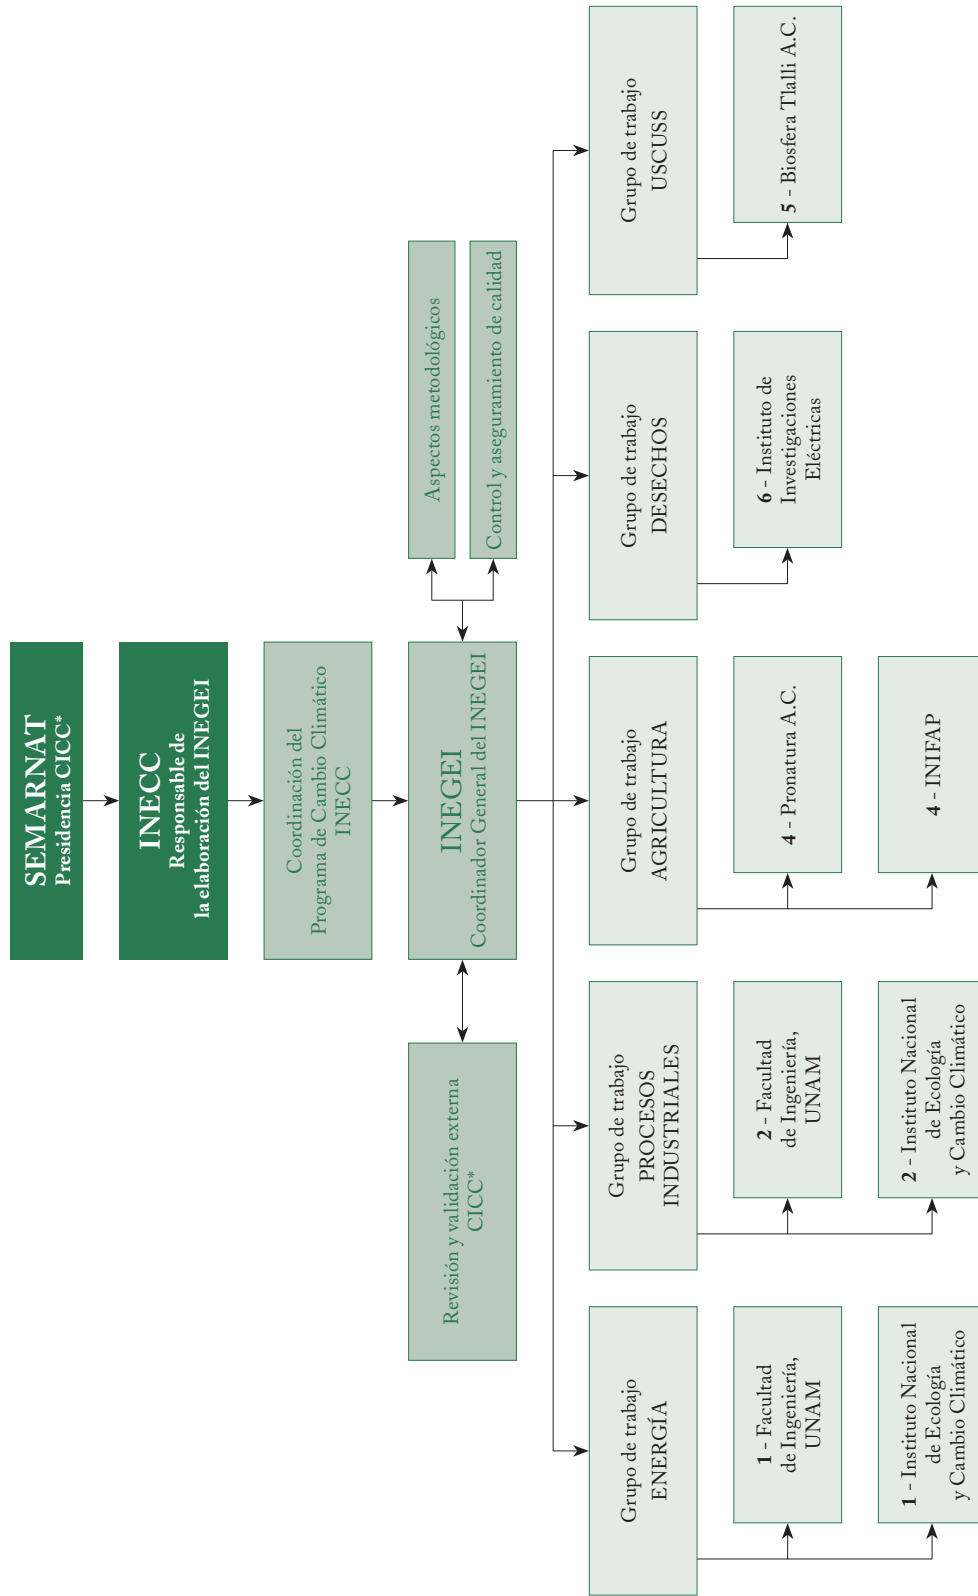 SEMARNAT
Presidencia CICC*
INECC
Responsable de
la elaboración del INEGEI
Coordinación del
Programa de Cambio Climático
INECC
Revisión y validación externa
CICC*
INEGEI
Coordinador General del INEGEI
Aspectos metodológicos
Control y aseguramiento de calidad
Grupo de trabajo
ENERGÍA
Grupo de trabajo
PROCESOS
INDUSTRIALES
Grupo de trabajo
AGRICULTURA
Grupo de trabajo
DESECHOS
Grupo de trabajo
USCUSS
1 - Facultad
de Ingeniería,
UNAM
2 - Facultad
de Ingeniería,
UNAM
4 - Pronatura A.C.
6 - Instituto de
Investigaciones
Eléctricas
5 - Biosfera Tlalli A.C.
1 - Instituto Nacional
de Ecología
y Cambio Climático
2 - Instituto Nacional
de Ecología
y Cambio Climático
4 - INIFAP